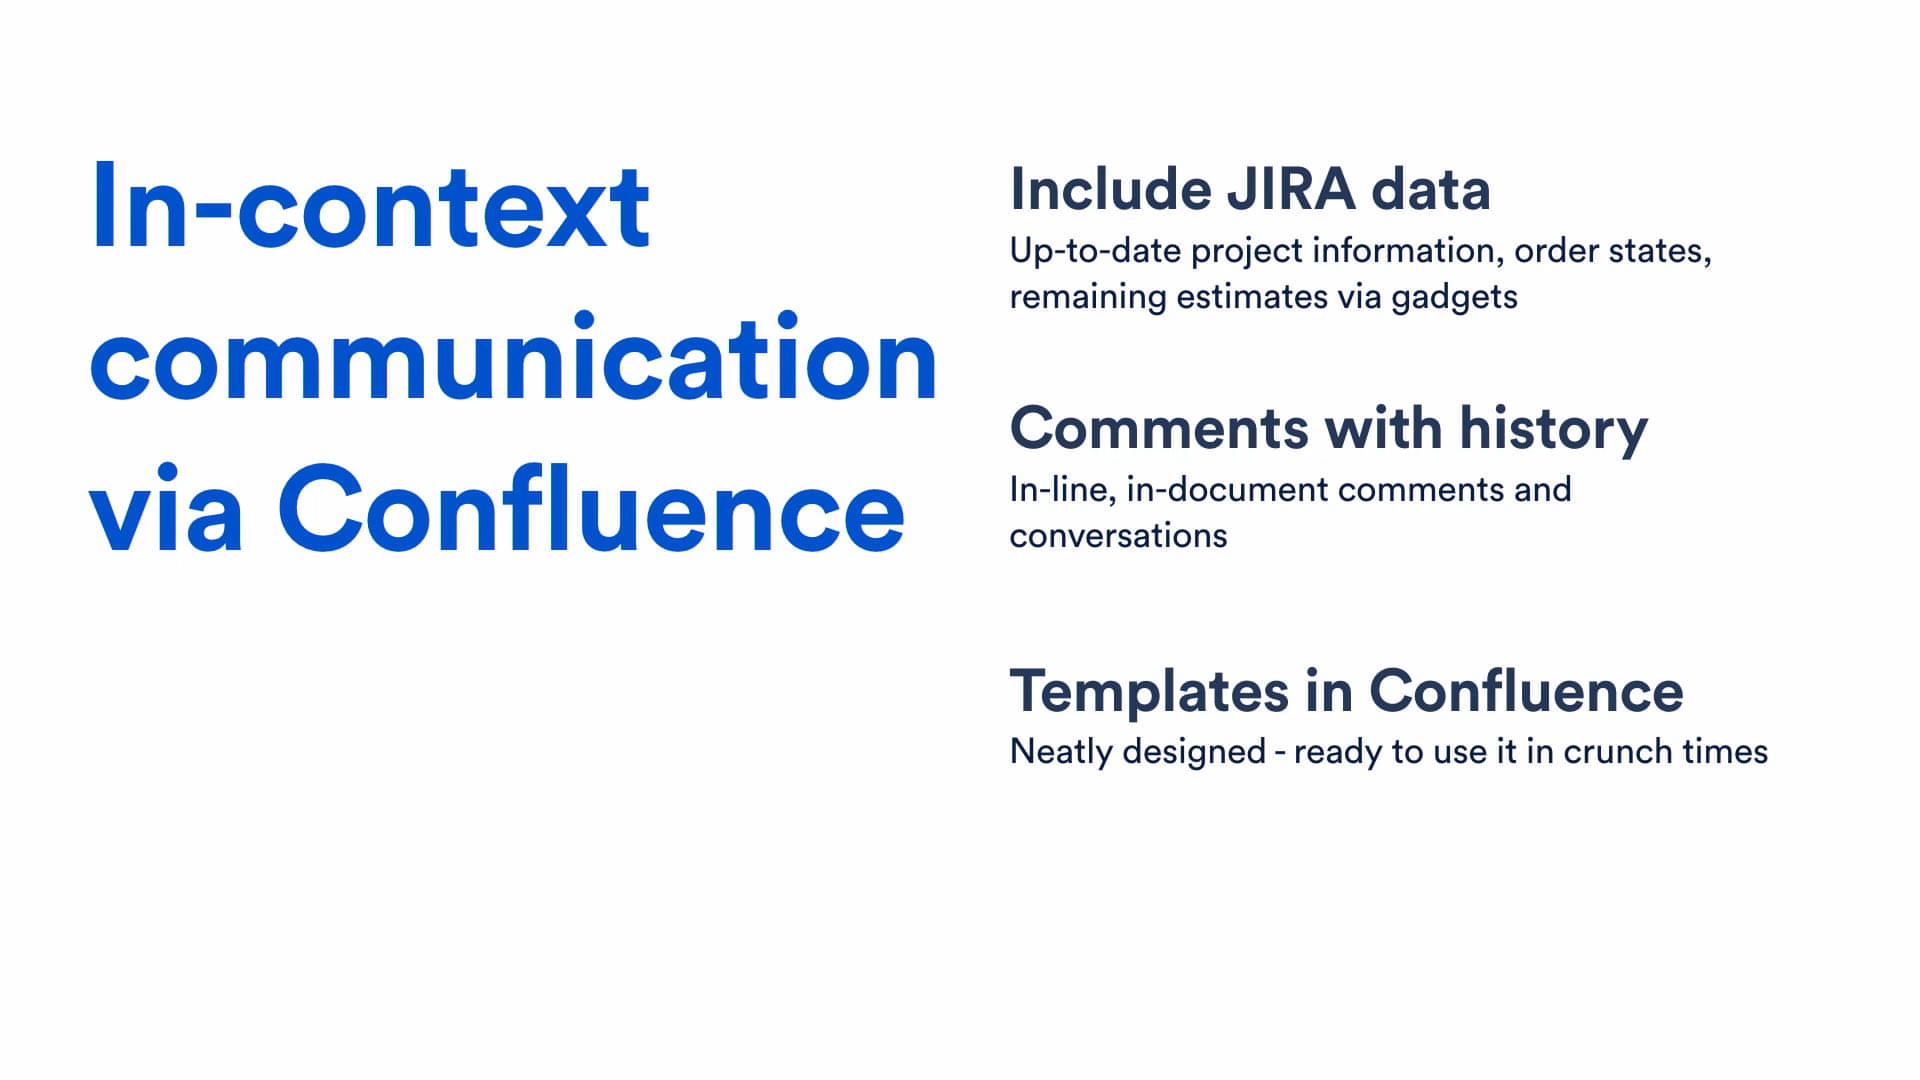 In-context
communication
via Confluence
Include JIRA data
Up-to-date project information, order states,
remaining estimates via gadgets
Comments with history
In-line, in-document comments and
conversations
Templates in Confluence
Neatly designed - ready to use it in crunch times